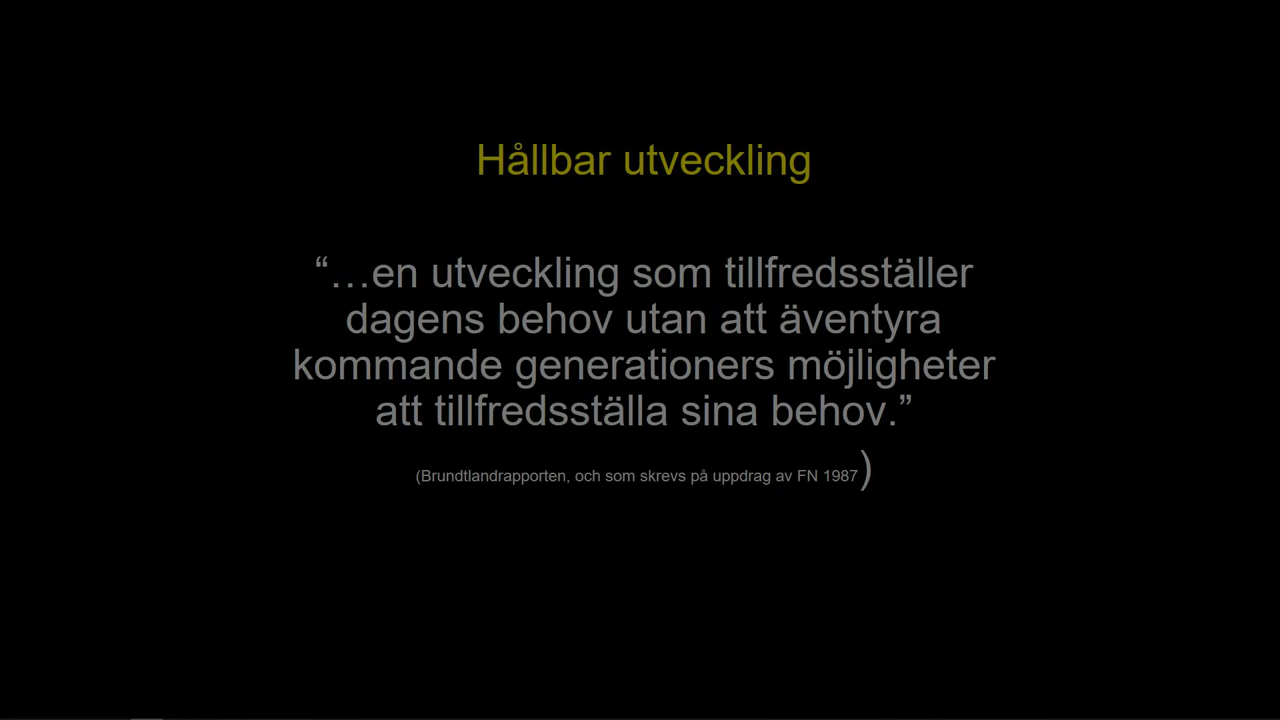 Hållbar utveckling
“…en utveckling som tillfredsställer
dagens behov utan att äventyra
kommande generationers möjligheter
att tillfredsställa sina behov.”
(Brundtlandrapporten, och som skrevs på uppdrag av FN 1987)